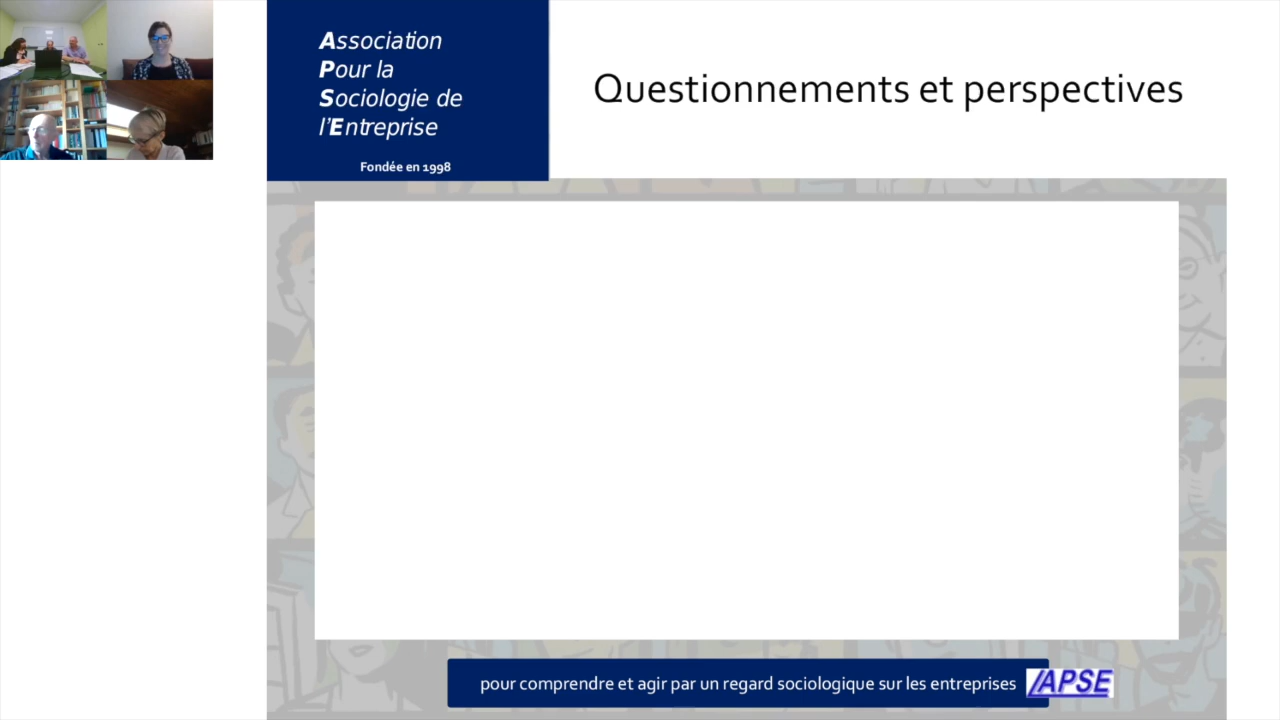 Association
Pour la
Sociologie de
l’Entreprise
Fondée en 1998
Questionnements et perspectives
pour comprendre et agir par un regard sociologique sur les entreprises
APSE